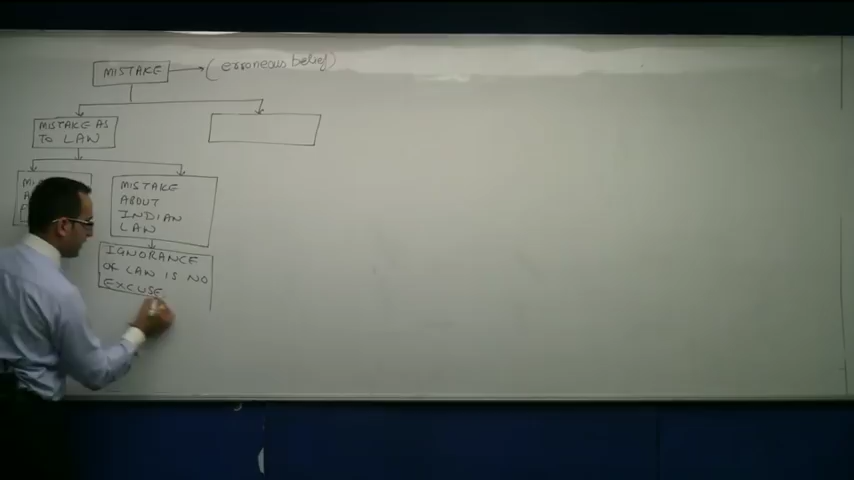 MISTAKE
(erroneous belief)
MISTAKE AS
TO LAW
MISTAKE
ABOUT
INDIAN
LAW
IGNORANCE
OF LAW IS NO
EXCUSE